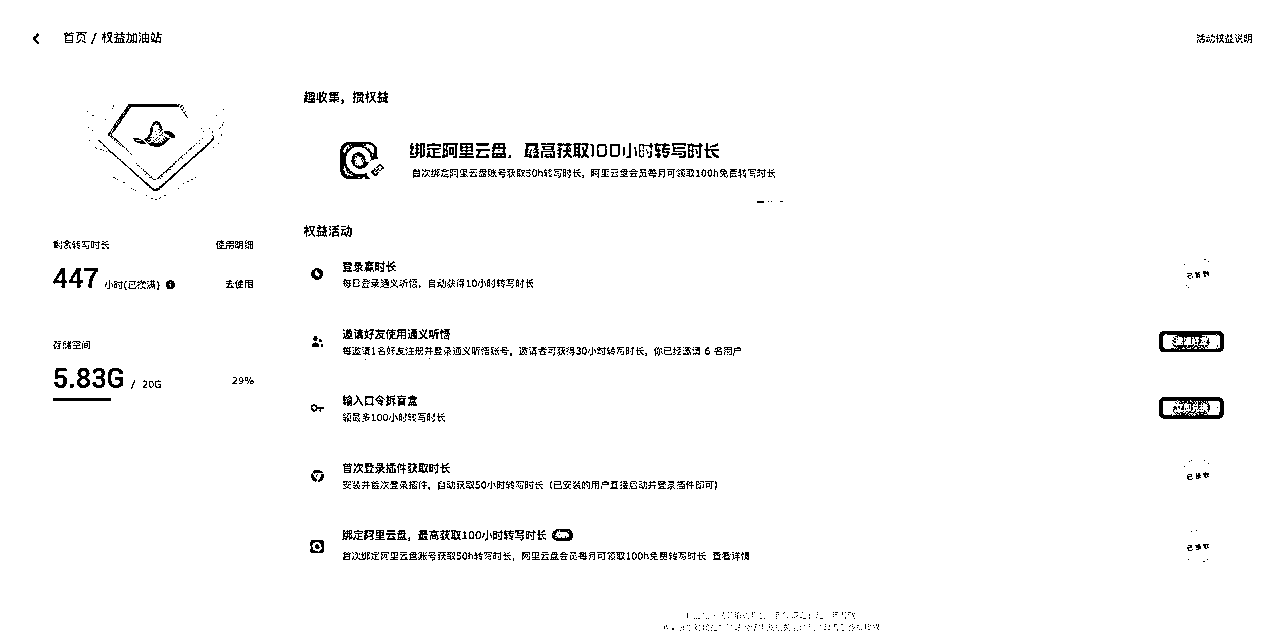 首页 / 权益加油站
活动权益说明
趣收集，攒权益
绑定阿里云盘，最高获取100小时转写时长
首次绑定阿里云盘账号获取50h转写时长，阿里云盘会员每月可领取100h免费转写时长
剩余转写时长
使用明细
447 小时(已攒满)
去使用
存储空间
5.83G / 20G
29%
权益活动
登录赢时长
每日登录通义听悟，自动获得10小时转写时长
已领取
邀请好友使用通义听悟
每邀请1名好友注册并登录通义听悟账号，邀请者可获得30小时转写时长，你已经邀请 6 名用户
邀请好友
输入口令拆盲盒
领最多100小时转写时长
立即兑换
首次登录插件获取时长
安装并首次登录插件，自动获取50小时转写时长（已安装的用户直接启动并登录插件即可）
已领取
绑定阿里云盘，最高获取100小时转写时长
首次绑定阿里云盘账号获取50h转写时长，阿里云盘会员每月可领取100h免费转写时长 查看详情
已领取